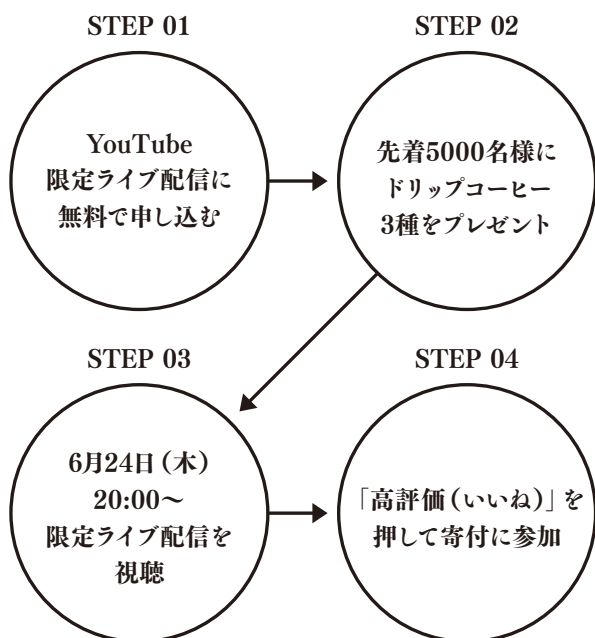 STEP 01
YouTube
限定ライブ配信に
無料で申し込む
STEP 02
先着5000名様に
ドリップコーヒー
3種をプレゼント
STEP 03
6月24日（木）
20:00〜
限定ライブ配信を
視聴
STEP 04
「高評価（いいね）」を
押して寄付に参加